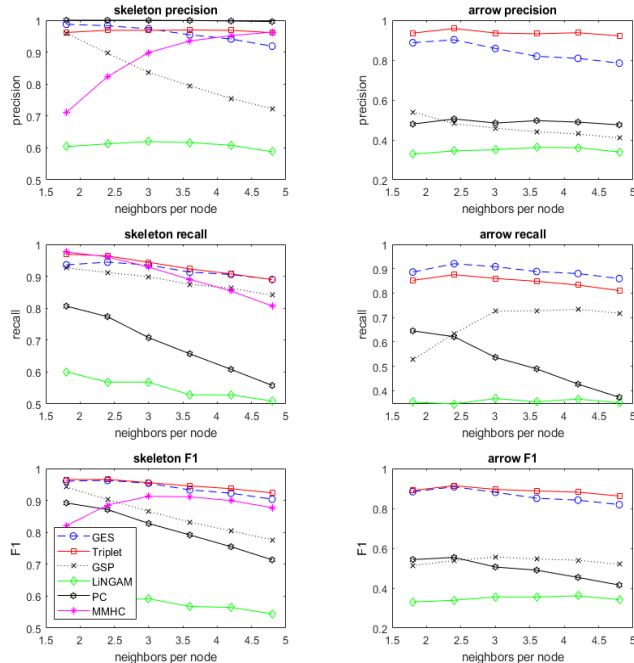 skeleton precision
arrow precision
1
0.9
0.8
0.7
0.6
0.5
precision
1.5 2 2.5 3 3.5 4 4.5 5
neighbors per node
1
0.8
0.6
0.4
0.2
precision
1.5 2 2.5 3 3.5 4 4.5 5
neighbors per node
skeleton recall
arrow recall
1
0.9
0.8
0.7
0.6
0.5
recall
1.5 2 2.5 3 3.5 4 4.5 5
neighbors per node
1
0.9
0.8
0.7
0.6
0.5
0.4
recall
1.5 2 2.5 3 3.5 4 4.5 5
neighbors per node
skeleton F1
arrow F1
1
0.9
0.8
0.7
0.6
0.5
F1
GES
Triplet
GSP
LiNGAM
PC
MMHC
1.5 2 2.5 3 3.5 4 4.5 5
neighbors per node
1
0.8
0.6
0.4
0.2
F1
1.5 2 2.5 3 3.5 4 4.5 5
neighbors per node